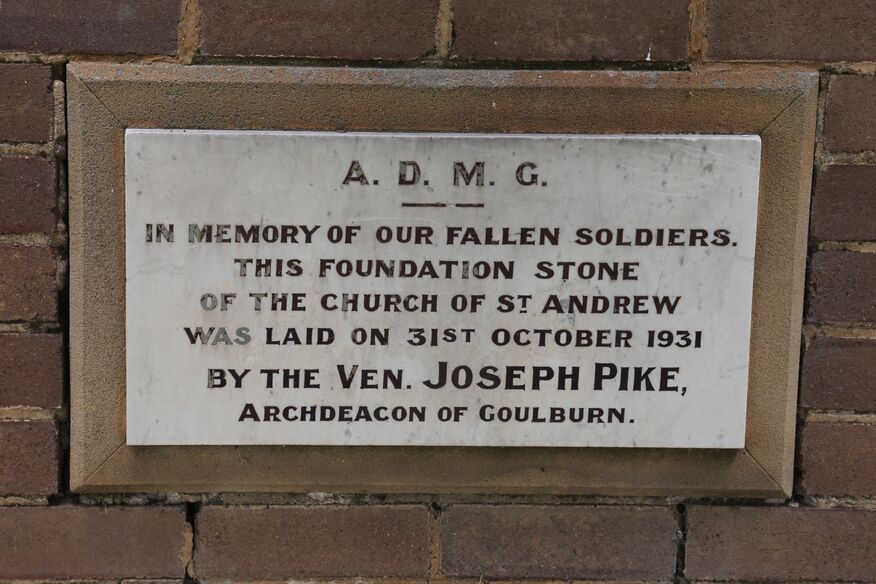 A. D. M. G.
IN MEMORY OF OUR FALLEN SOLDIERS.
THIS FOUNDATION STONE
OF THE CHURCH OF ST ANDREW
WAS LAID ON 31ST OCTOBER 1931
BY THE VEN. JOSEPH PIKE,
ARCHDEACON OF GOULBURN.